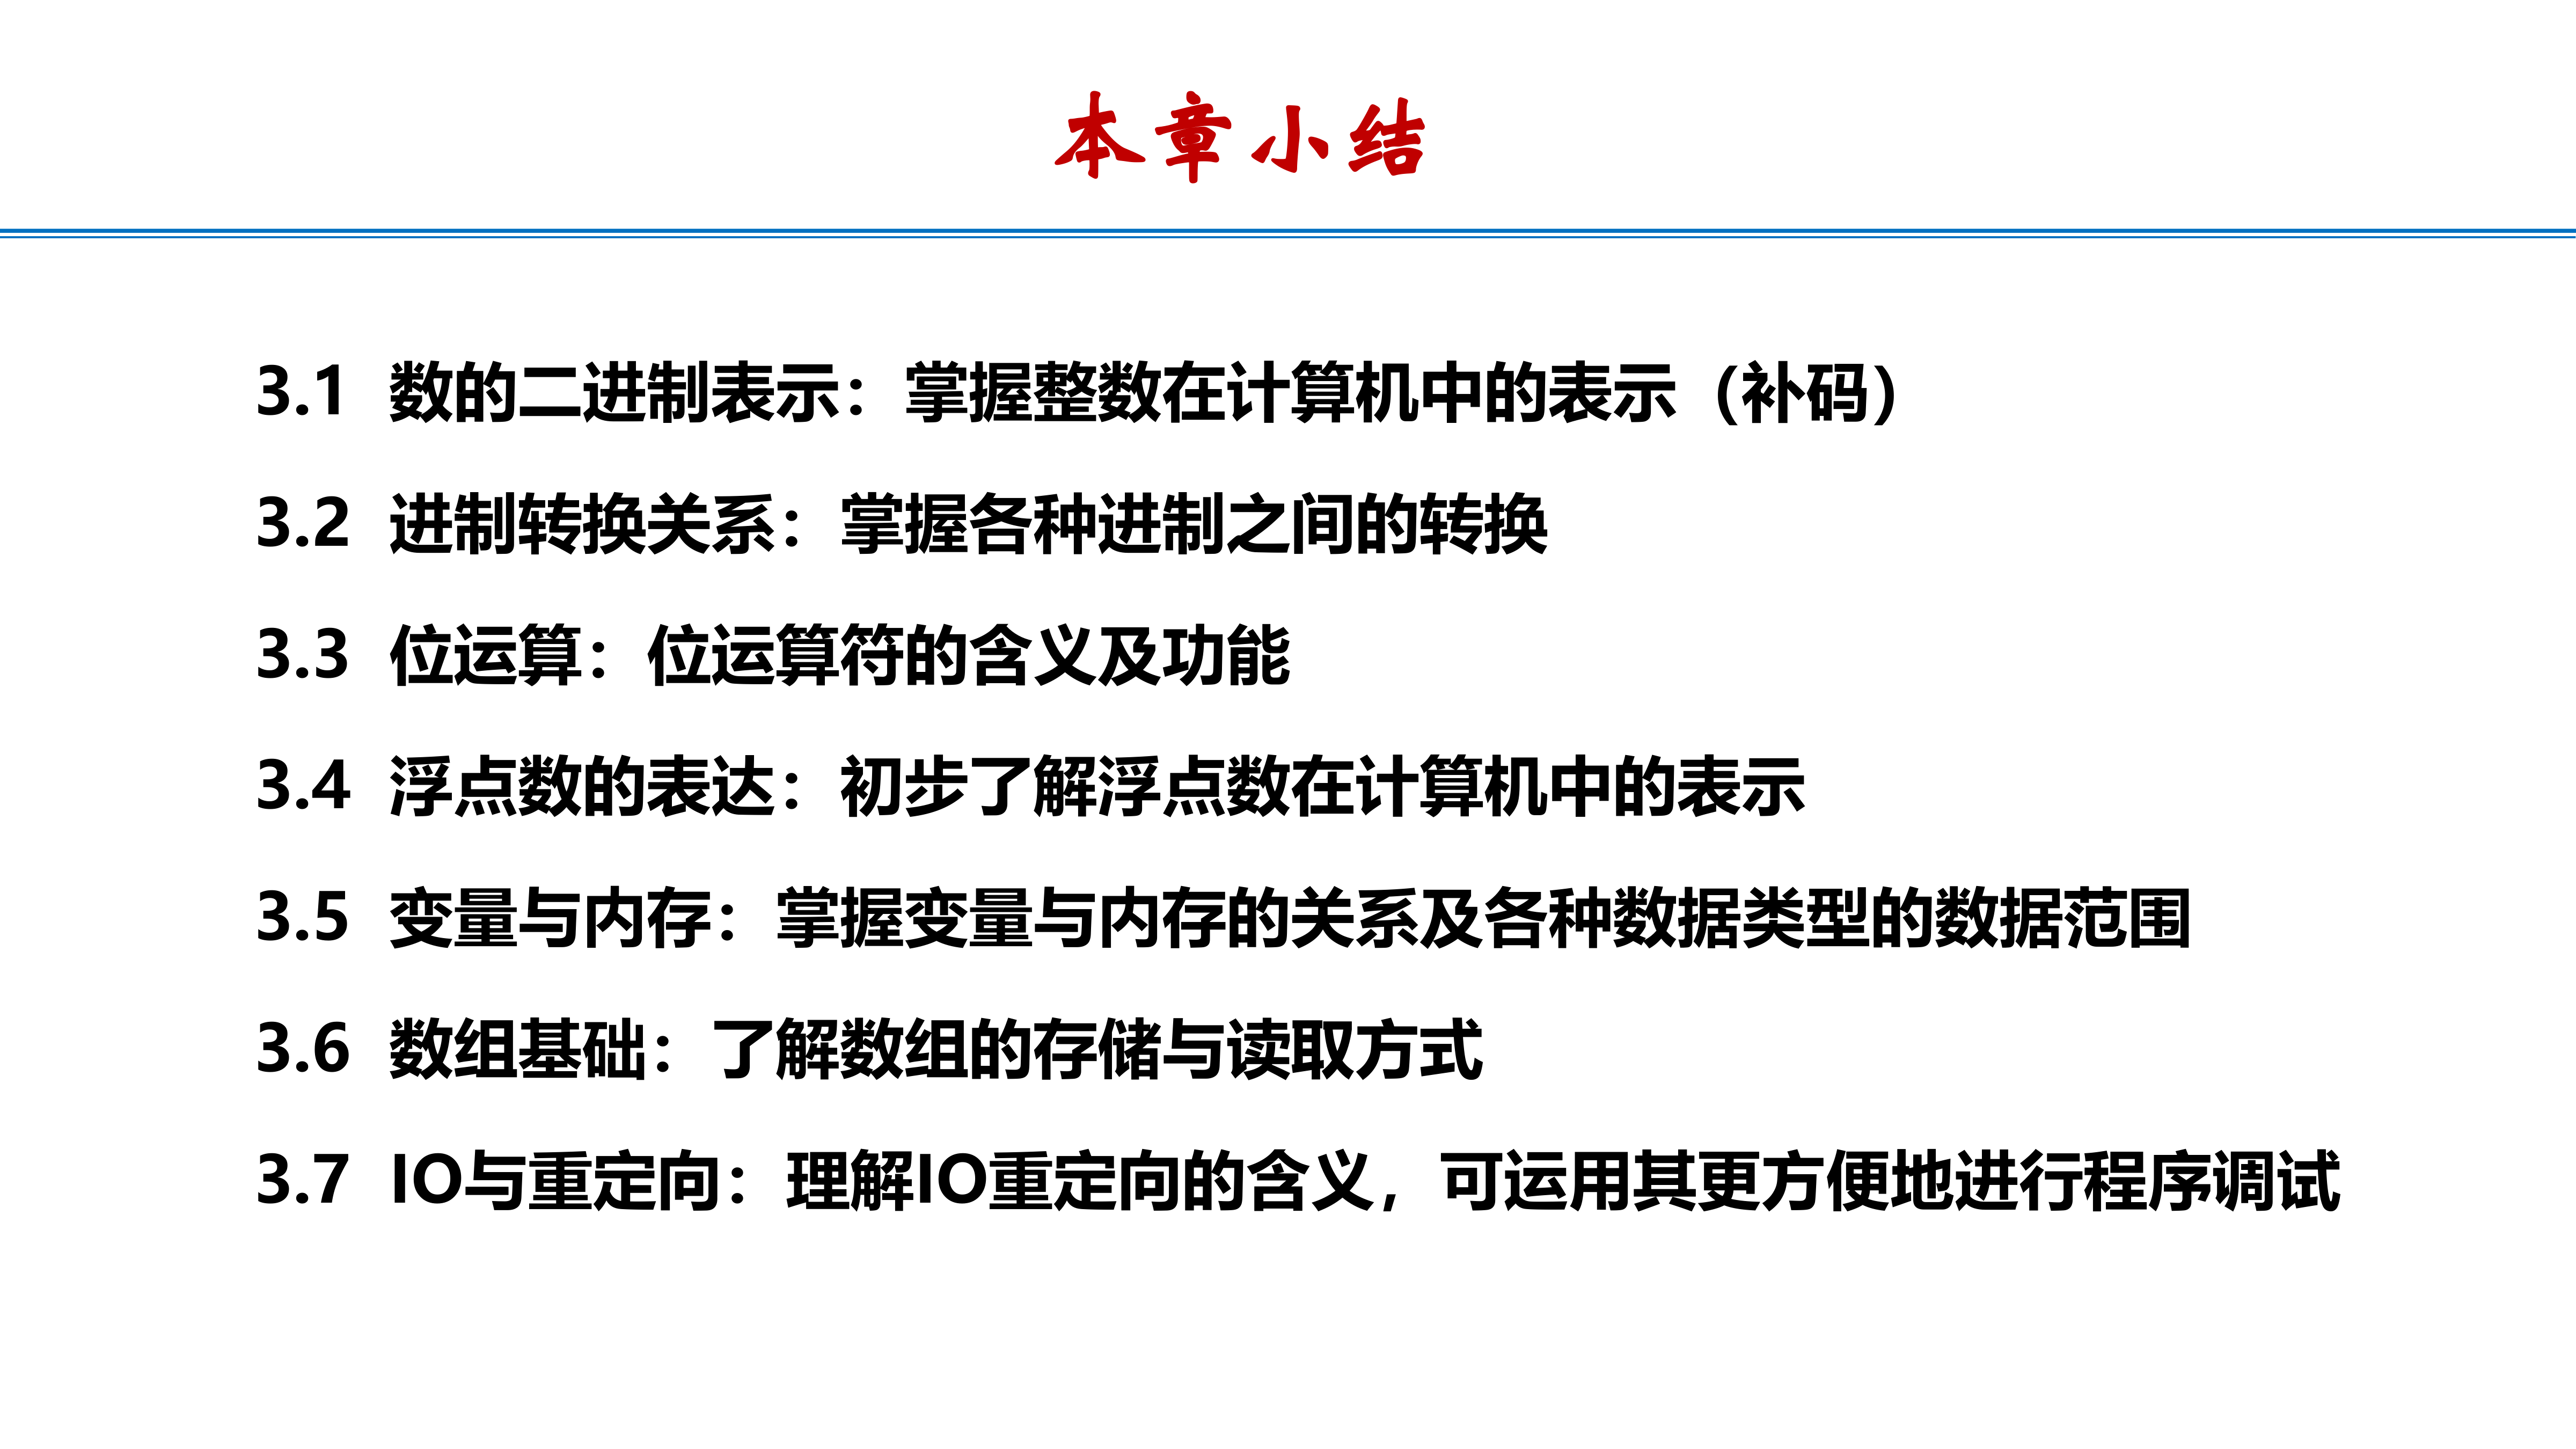 本章小结
3.1 数的二进制表示：掌握整数在计算机中的表示（补码）
3.2 进制转换关系：掌握各种进制之间的转换
3.3 位运算：位运算符的含义及功能
3.4 浮点数的表达：初步了解浮点数在计算机中的表示
3.5 变量与内存：掌握变量与内存的关系及各种数据类型的数据范围
3.6 数组基础：了解数组的存储与读取方式
3.7 IO与重定向：理解IO重定向的含义，可运用其更方便地进行程序调试